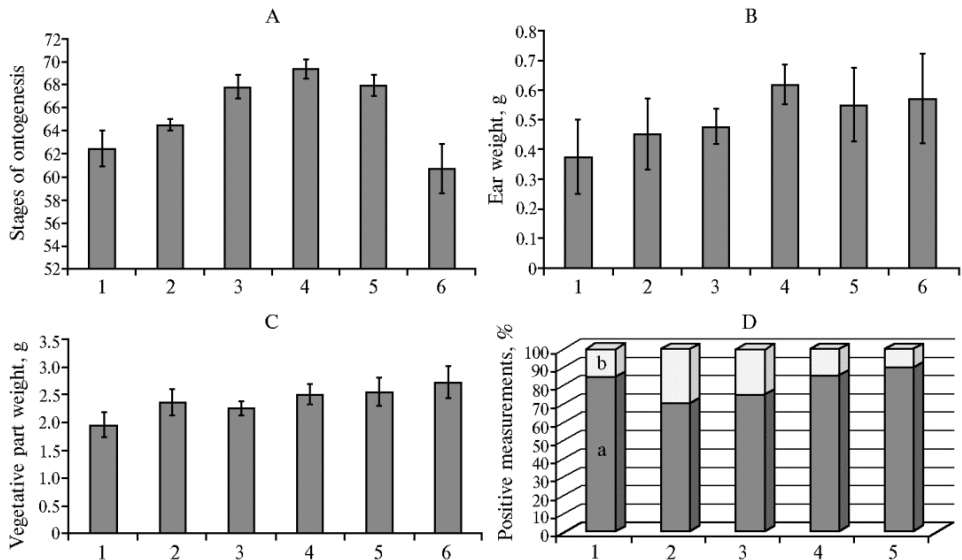 A
Stages of ontogenesis
72
70
68
66
64
62
60
58
56
54
52
1 2 3 4 5 6
B
Ear weight, g
0.8
0.7
0.6
0.5
0.4
0.3
0.2
0.1
0
1 2 3 4 5 6
C
Vegetative part weight, g
3.5
3.0
2.5
2.0
1.5
1.0
0.5
0
1 2 3 4 5 6
D
Positive measurements, %
100
90
80
70
60
50
40
30
20
10
0
b
a
1 2 3 4 5